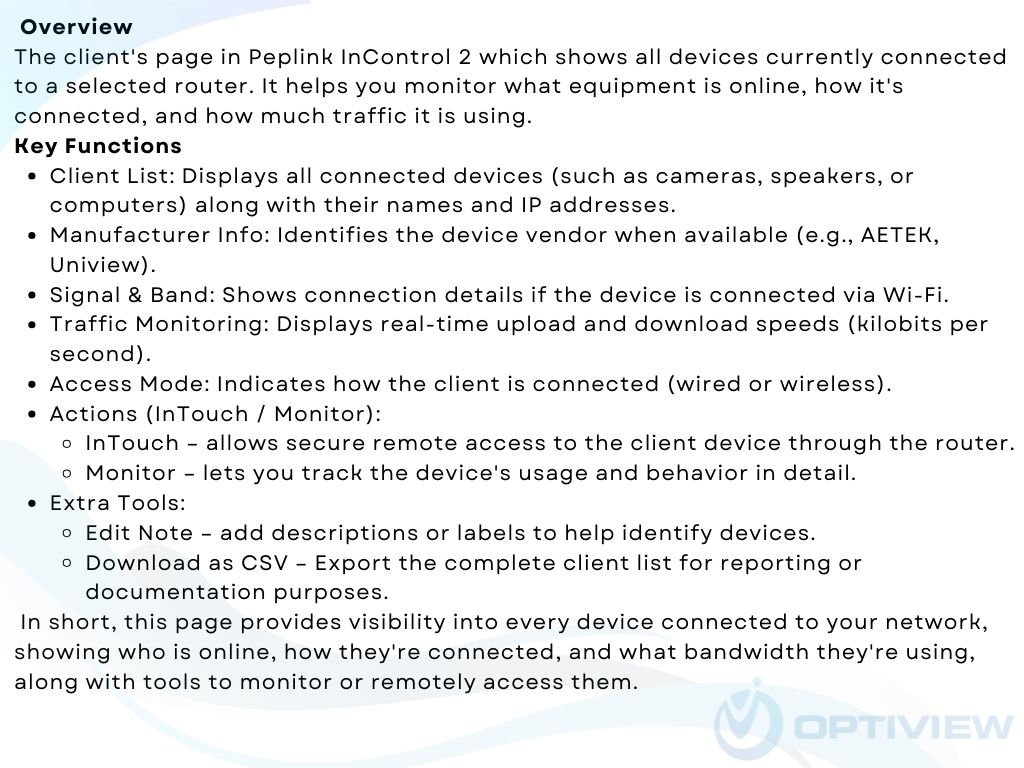 Overview
The client's page in Peplink InControl 2 which shows all devices currently connected
to a selected router. It helps you monitor what equipment is online, how it's
connected, and how much traffic it is using.
Key Functions
• Client List: Displays all connected devices (such as cameras, speakers, or
computers) along with their names and IP addresses.
• Manufacturer Info: Identifies the device vendor when available (e.g., AETEK,
Uniview).
• Signal & Band: Shows connection details if the device is connected via Wi-Fi.
• Traffic Monitoring: Displays real-time upload and download speeds (kilobits per
second).
• Access Mode: Indicates how the client is connected (wired or wireless).
• Actions (InTouch / Monitor):
◦ InTouch – allows secure remote access to the client device through the router.
◦ Monitor – lets you track the device's usage and behavior in detail.
• Extra Tools:
◦ Edit Note – add descriptions or labels to help identify devices.
◦ Download as CSV – Export the complete client list for reporting or
documentation purposes.
In short, this page provides visibility into every device connected to your network,
showing who is online, how they're connected, and what bandwidth they're using,
along with tools to monitor or remotely access them.
OPTIVIEW